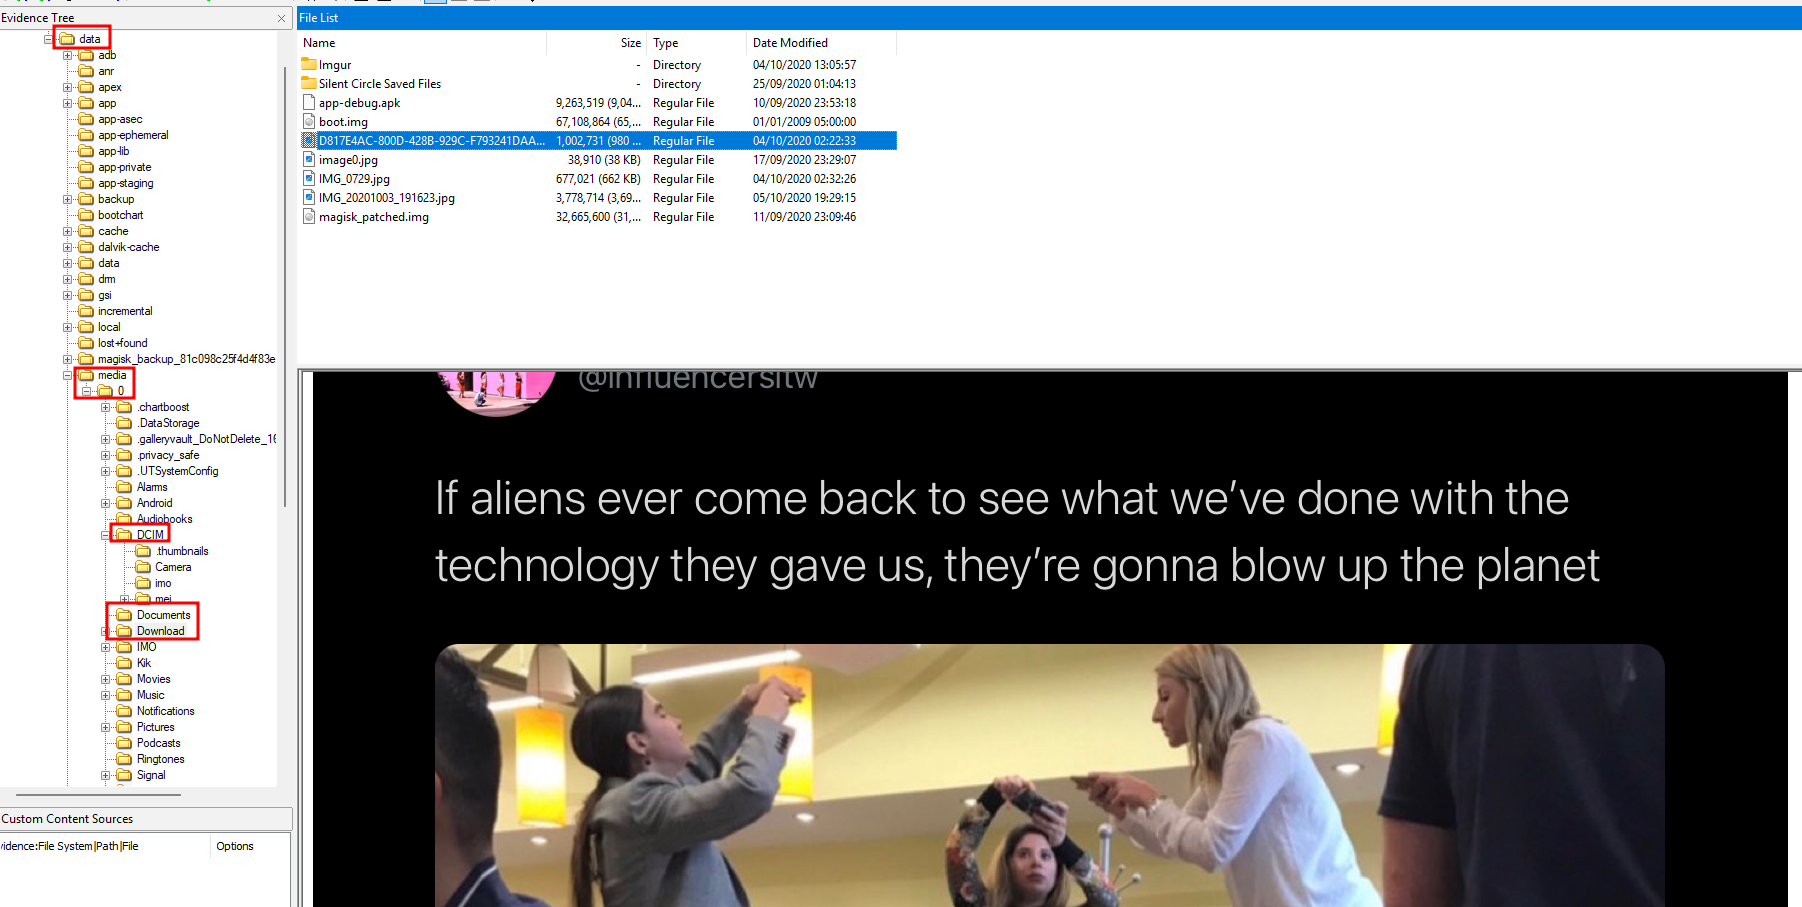 Evidence Tree
data
adb
anr
apex
app
app-asec
app-ephemeral
app-lib
app-private
app-staging
backup
bootchart
cache
dalvik-cache
data
drm
gsi
incremental
local
lost+found
magisk_backup_81c098c25f4d4f83e
media
0
.chartboost
.DataStorage
.galleryvault_DoNotDelete_16
.privacy_safe
.UTSystemConfig
Alarms
Android
Audiobooks
DCIM
.thumbnails
Camera
imo
mei
Documents
Download
IMO
Kik
Movies
Music
Notifications
Pictures
Podcasts
Ringtones
Signal
Custom Content Sources
vidence:File System|Path|File Options
File List
Name Size Type Date Modified
Imgur - Directory 04/10/2020 13:05:57
Silent Circle Saved Files - Directory 25/09/2020 01:04:13
app-debug.apk 9,263,519 (9,04... Regular File 10/09/2020 23:53:18
boot.img 67,108,864 (65,... Regular File 01/01/2009 05:00:00
D817E4AC-800D-428B-929C-F793241DAA... 1,002,731 (980 ... Regular File 04/10/2020 02:22:33
image0.jpg 38,910 (38 KB) Regular File 17/09/2020 23:29:07
IMG_0729.jpg 677,021 (662 KB) Regular File 04/10/2020 02:32:26
IMG_20201003_191623.jpg 3,778,714 (3,69... Regular File 05/10/2020 19:29:15
magisk_patched.img 32,665,600 (31,... Regular File 11/09/2020 23:09:46
@influencersitw
If aliens ever come back to see what we've done with the
technology they gave us, they're gonna blow up the planet